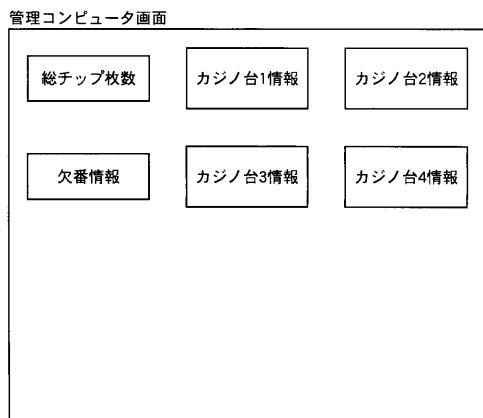 管理コンピュータ画面
総チップ枚数
カジノ台1情報
カジノ台2情報
欠番情報
カジノ台3情報
カジノ台4情報